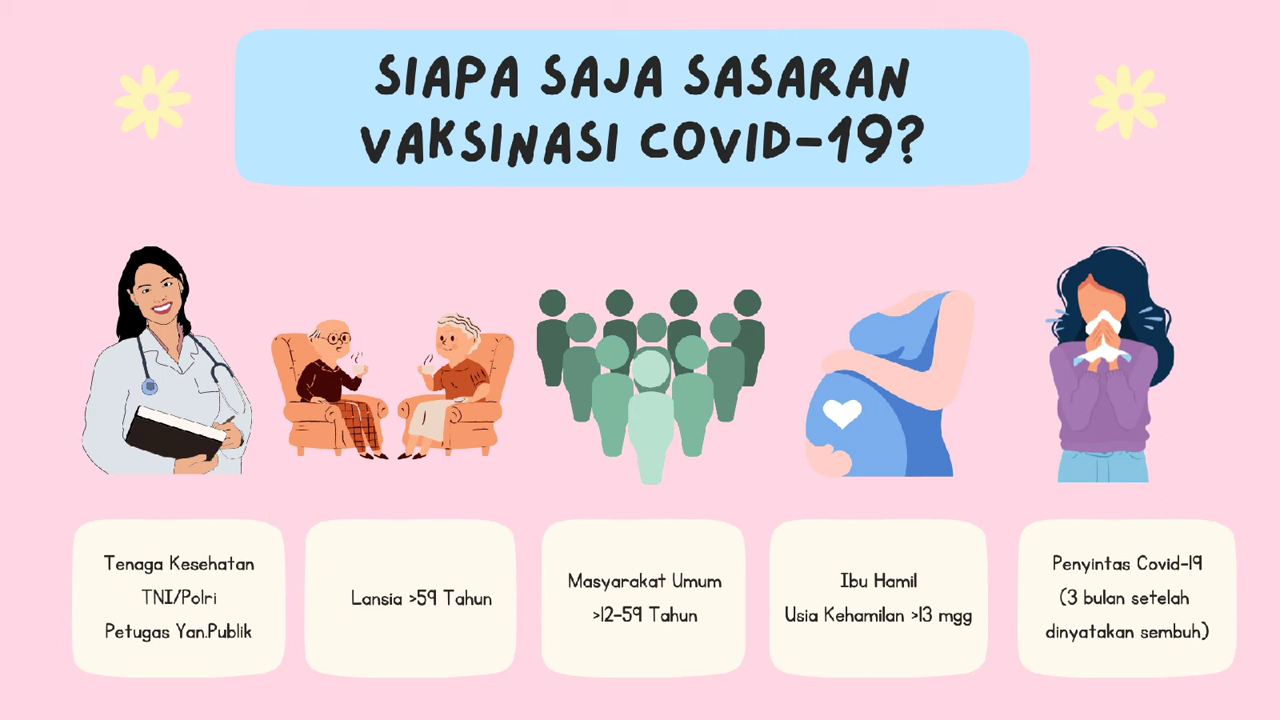 SIAPA SAJA SASARAN
VAKSINASI COVID-19?
Tenaga Kesehatan
TNI/Polri
Petugas Yan.Publik
Lansia >59 Tahun
Masyarakat Umum
>12-59 Tahun
Ibu Hamil
Usia Kehamilan >13 mgg
Penyintas Covid-19
(3 bulan setelah
dinyatakan sembuh)